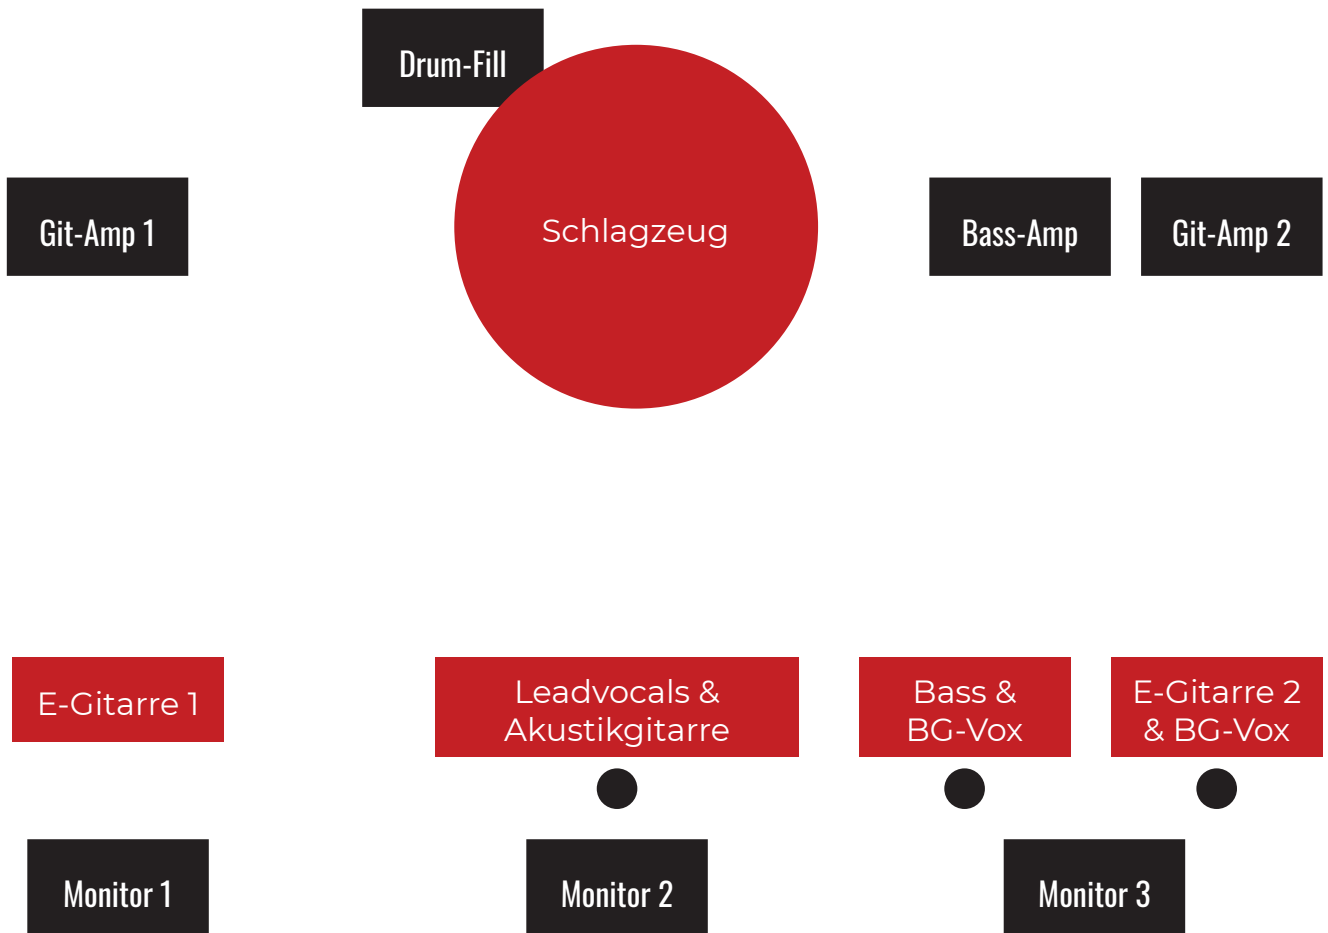 Drum-Fill
Git-Amp 1
Schlagzeug
Bass-Amp
Git-Amp 2
E-Gitarre 1
Leadvocals &
Akustikgitarre
Bass &
BG-Vox
E-Gitarre 2
& BG-Vox
Monitor 1
Monitor 2
Monitor 3